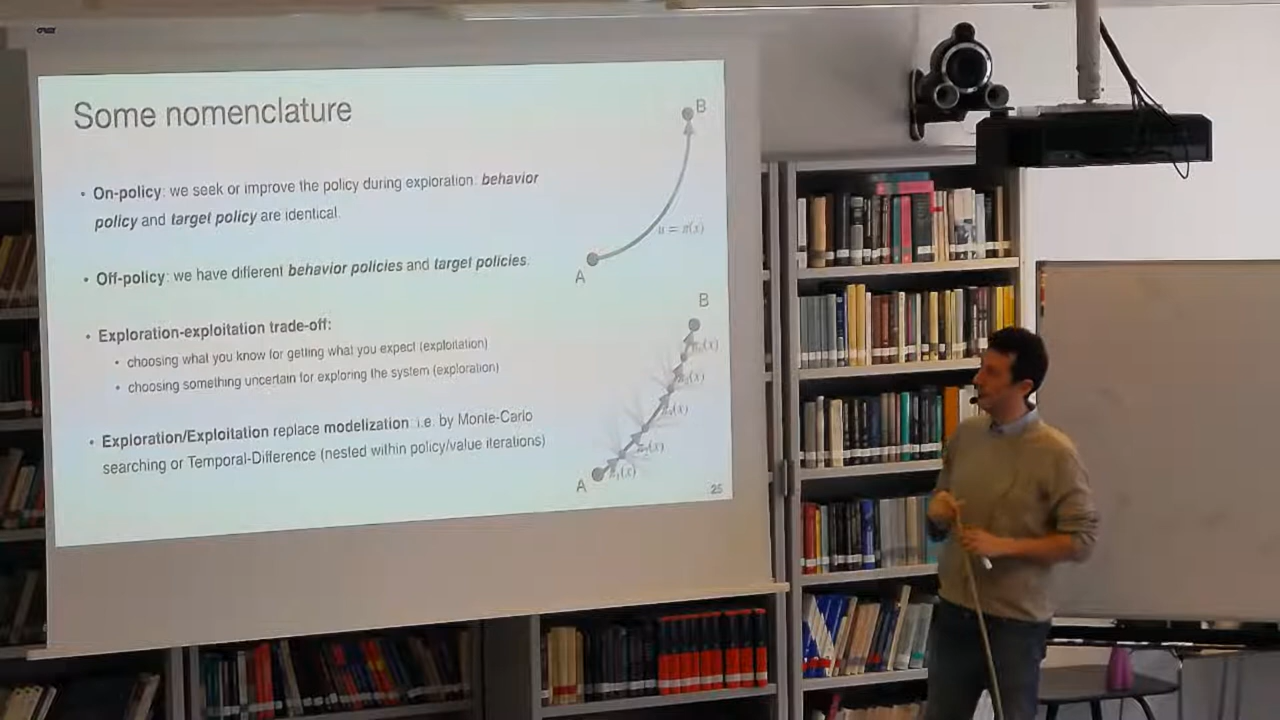 Some nomenclature
• On-policy: we seek or improve the policy during exploration: behavior
policy and target policy are identical.
• Off-policy: we have different behavior policies and target policies.
• Exploration-exploitation trade-off:
• choosing what you know for getting what you expect (exploitation)
• choosing something uncertain for exploring the system (exploration)
• Exploration/Exploitation replace modelization: i.e. by Monte-Carlo
searching or Temporal-Difference (nested within policy/value iterations)
B
u = π(x)
A
B
A
π₁(x)
π₂(x)
25